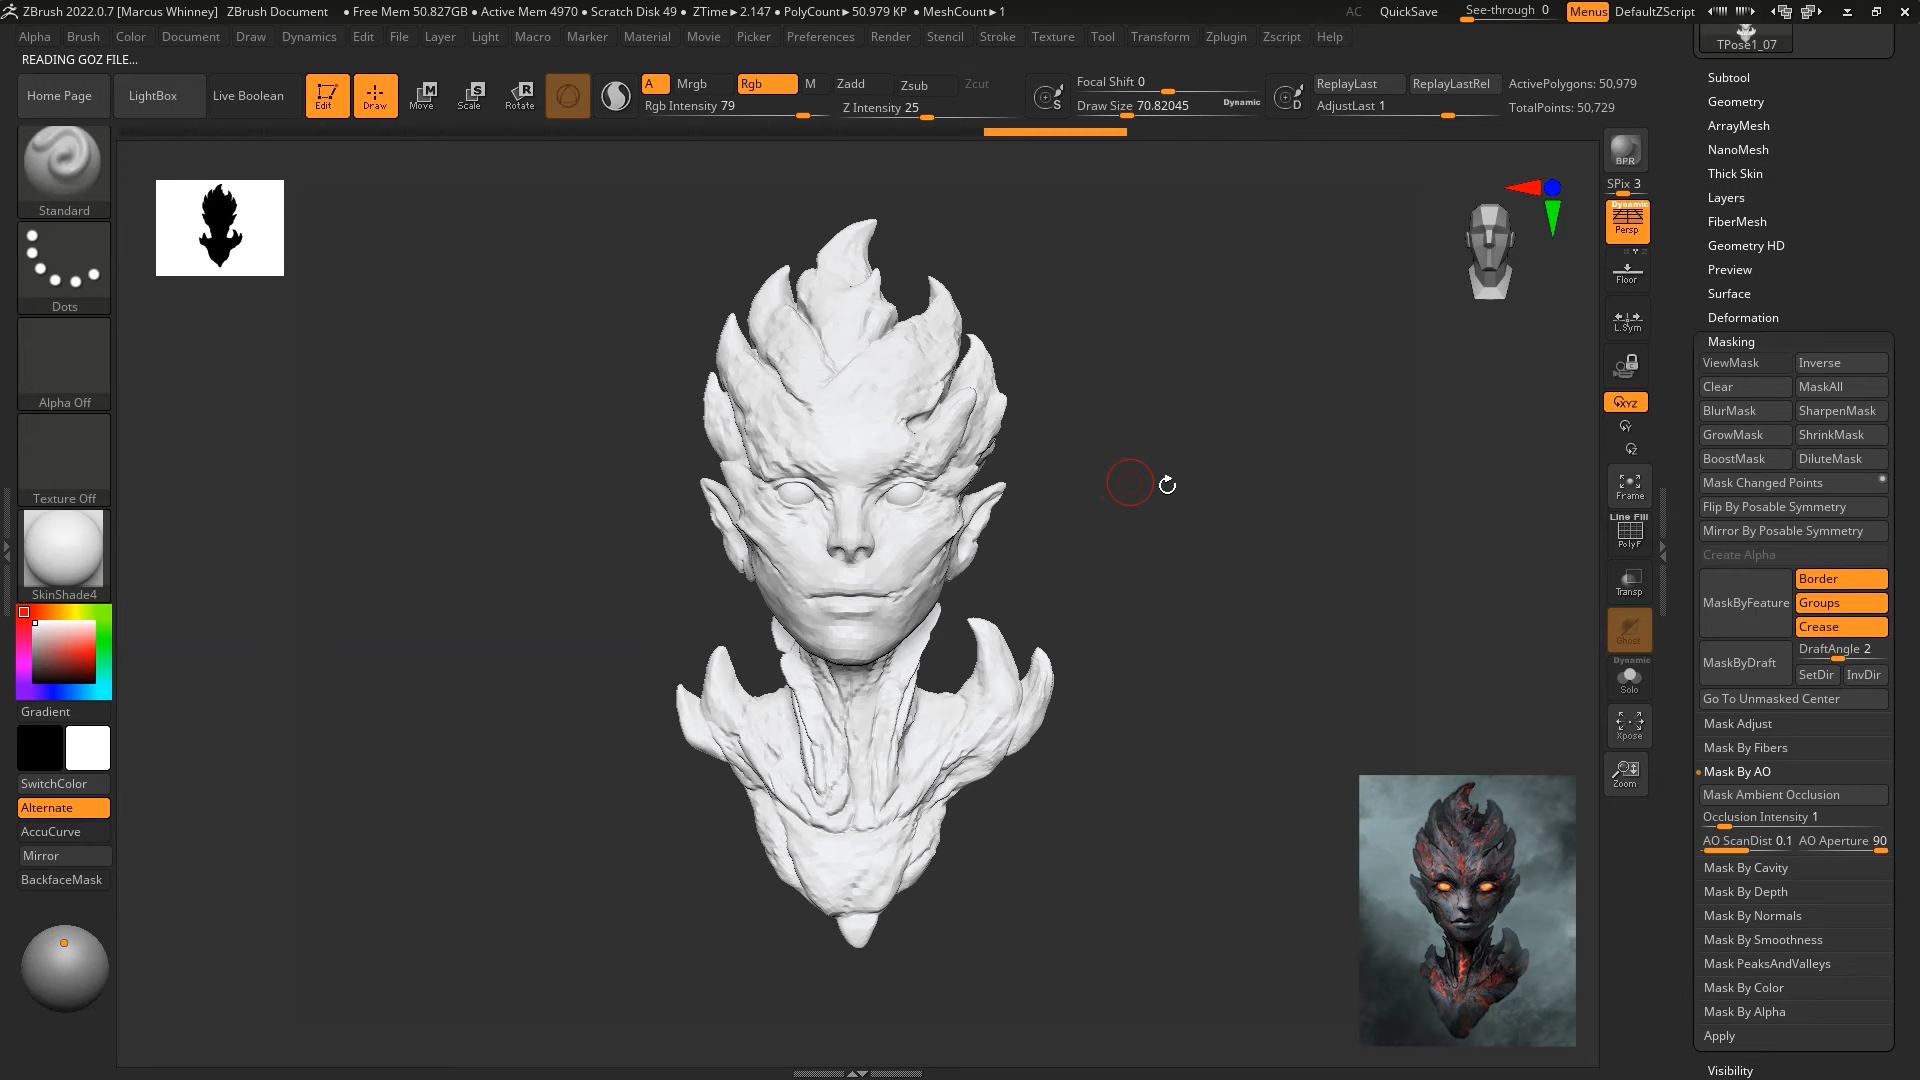 ZBrush 2022.0.7 [Marcus Whinney] ZBrush Document ● Free Mem 50.827GB ● Active Mem 4970 ● Scratch Disk 49 ● ZTime►2.147 ● PolyCount►50.979 KP ● MeshCount►1 AC QuickSave See-through 0 Menus DefaultZScript
Alpha Brush Color Document Draw Dynamics Edit File Layer Light Macro Marker Material Movie Picker Preferences Render Stencil Stroke Texture Tool Transform Zplugin Zscript Help
TPose1_07
READING GOZ FILE...
Home Page LightBox Live Boolean Edit Draw Move Scale Rotate
A Mrgb Rgb M Zadd Zsub Zcut
Rgb Intensity 79 Z Intensity 25
Focal Shift 0
Draw Size 70.82045 Dynamic
ReplayLast ReplayLastRel ActivePolygons: 50,979
AdjustLast 1 TotalPoints: 50,729
Standard
Dots
Alpha Off
Texture Off
SkinShade4
Gradient
SwitchColor
Alternate
AccuCurve
Mirror
BackfaceMask
BPR
SPix 3
Dynamic
Persp
Floor
L.Sym
XYZ
Y
Z
Frame
Line Fill
PolyF
Transp
Ghost
Dynamic
Solo
Xpose
Zoom
Subtool
Geometry
ArrayMesh
NanoMesh
Thick Skin
Layers
FiberMesh
Geometry HD
Preview
Surface
Deformation
Masking
ViewMask Inverse
Clear MaskAll
BlurMask SharpenMask
GrowMask ShrinkMask
BoostMask DiluteMask
Mask Changed Points
Flip By Posable Symmetry
Mirror By Posable Symmetry
Create Alpha
MaskByFeature Border
Groups
Crease
MaskByDraft DraftAngle 2
SetDir InvDir
Go To Unmasked Center
Mask Adjust
Mask By Fibers
Mask By AO
Mask Ambient Occlusion
Occlusion Intensity 1
AO ScanDist 0.1 AO Aperture 90
Mask By Cavity
Mask By Depth
Mask By Normals
Mask By Smoothness
Mask PeaksAndValleys
Mask By Color
Mask By Alpha
Apply
Visibility